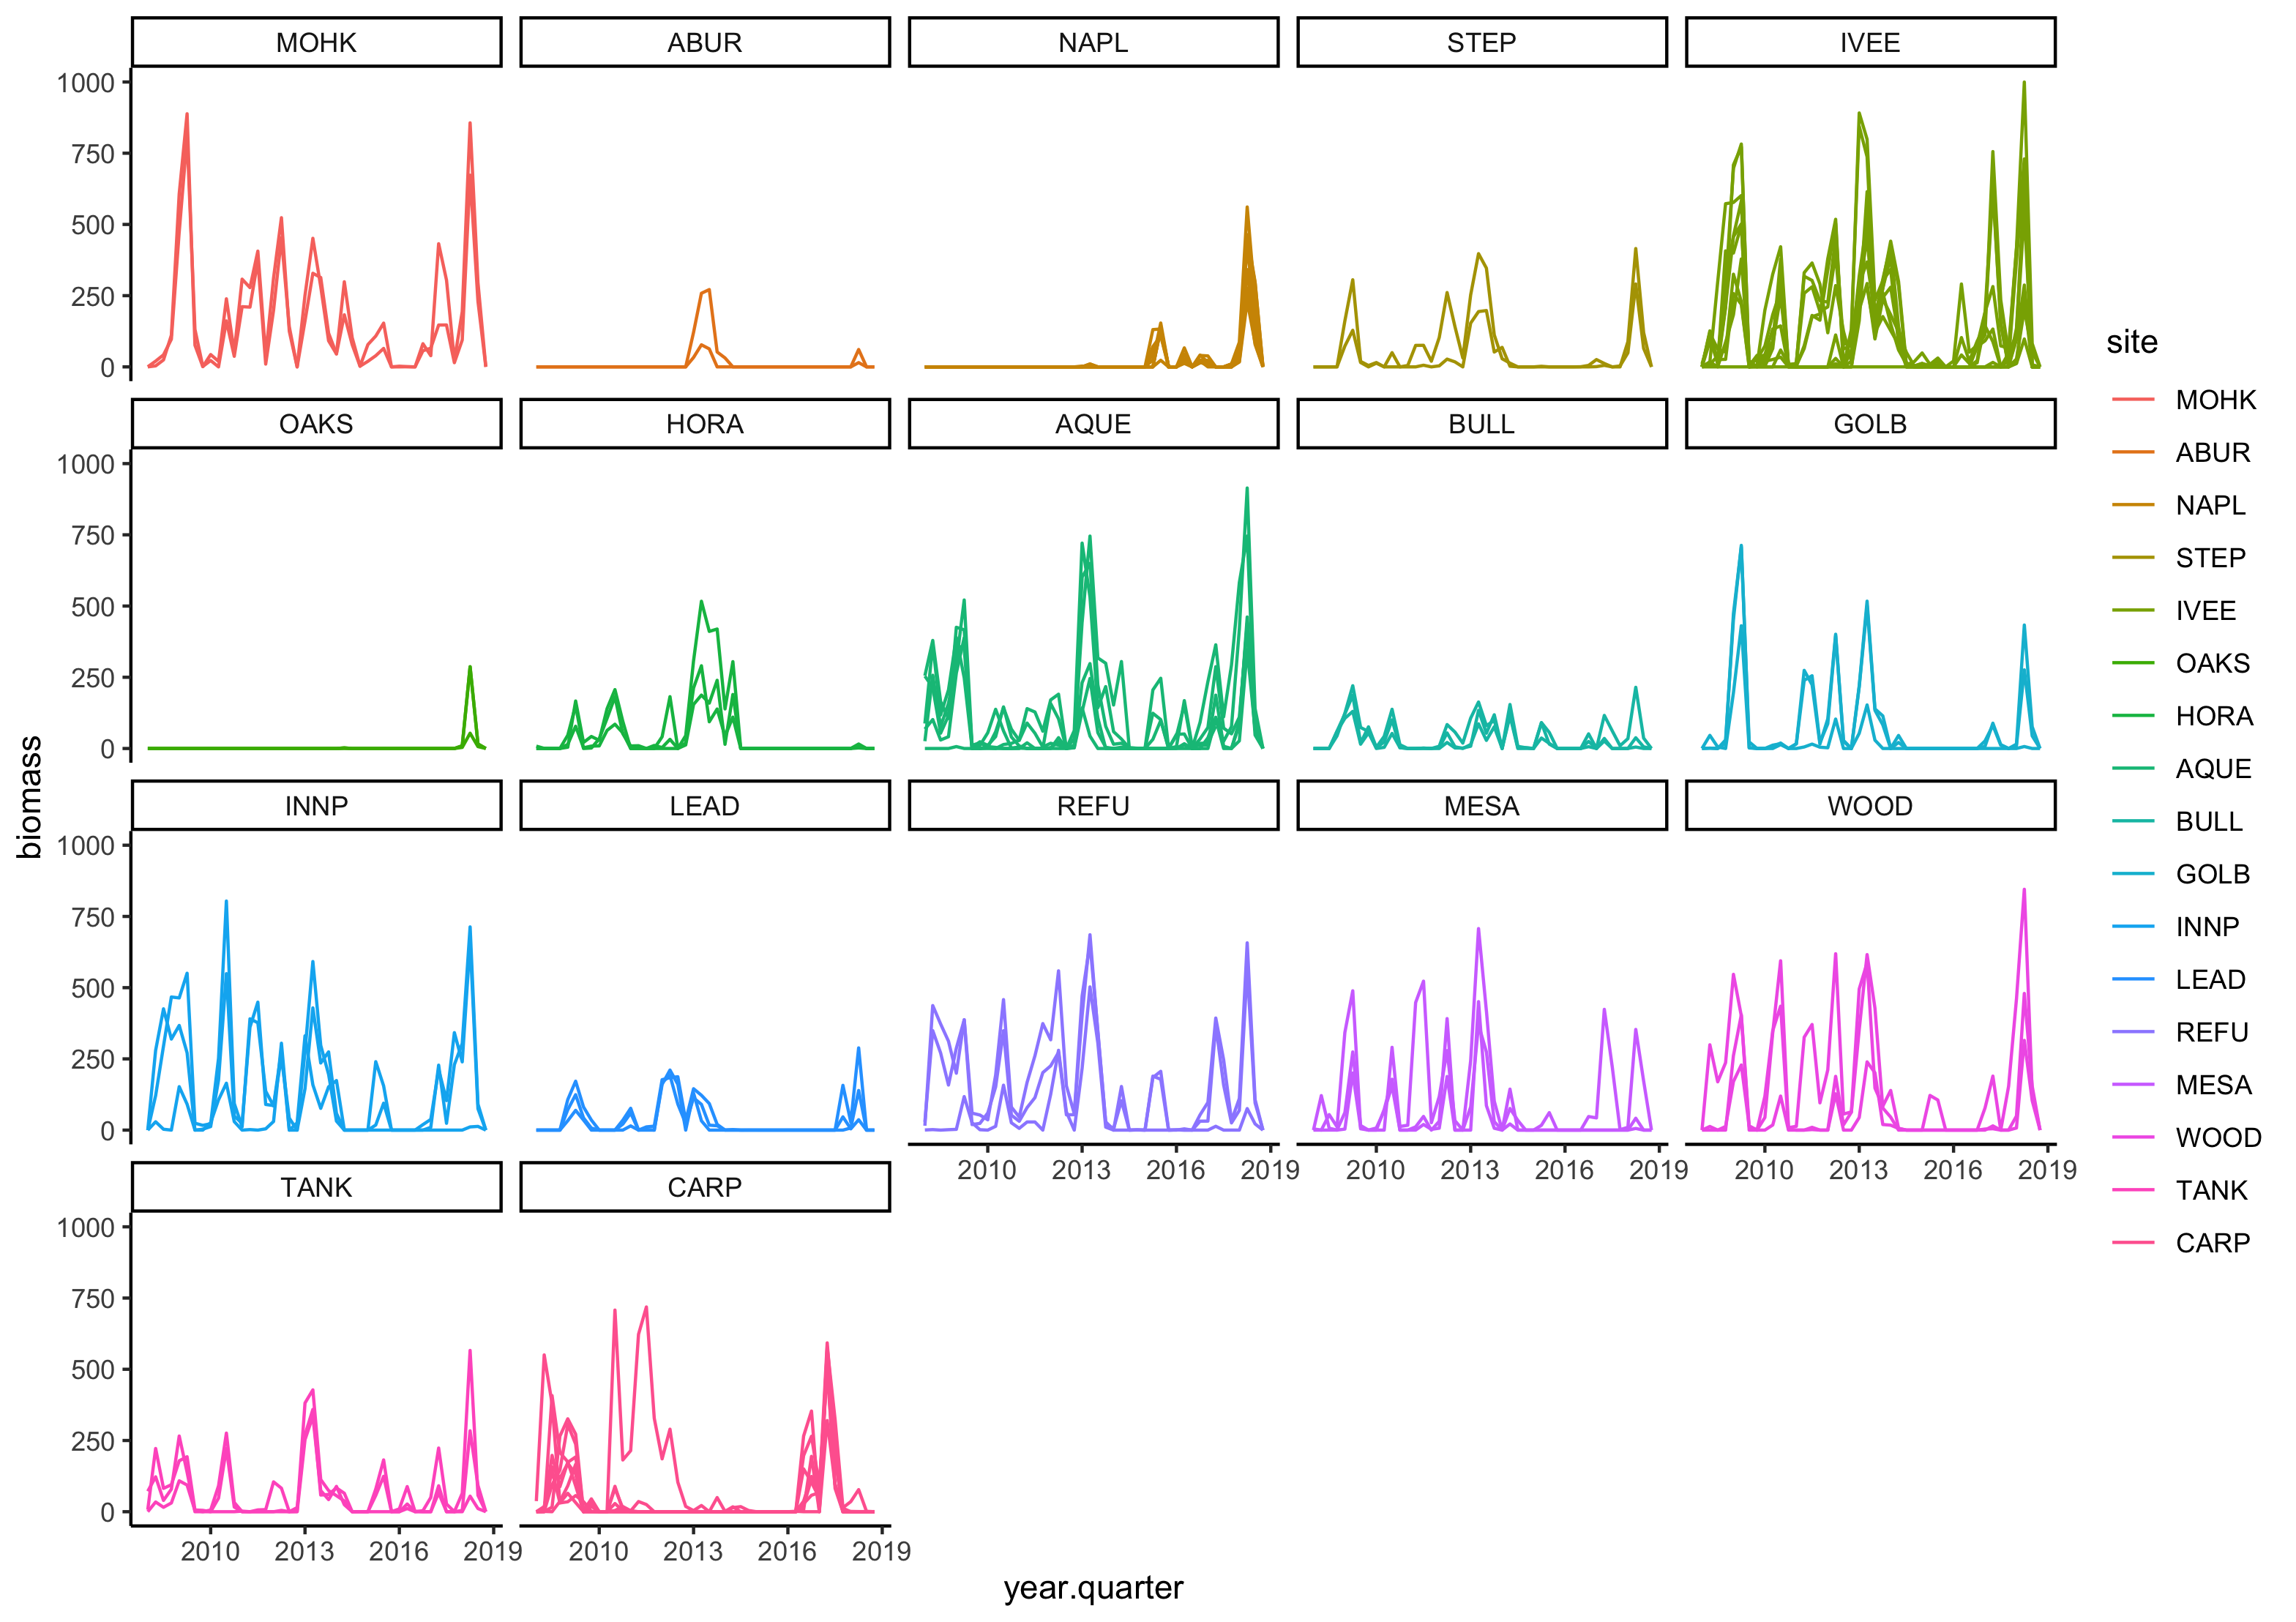 MOHK ABUR NAPL STEP IVEE
1000
750
500
250
0
OAKS HORA AQUE BULL GOLB
1000
750
500
250
0
INNP LEAD REFU MESA WOOD
1000
750
500
250
0
2010 2013 2016 2019 2010 2013 2016 2019 2010 2013 2016 2019
TANK CARP
1000
750
500
250
0
2010 2013 2016 2019 2010 2013 2016 2019
year.quarter
biomass
site
MOHK
ABUR
NAPL
STEP
IVEE
OAKS
HORA
AQUE
BULL
GOLB
INNP
LEAD
REFU
MESA
WOOD
TANK
CARP